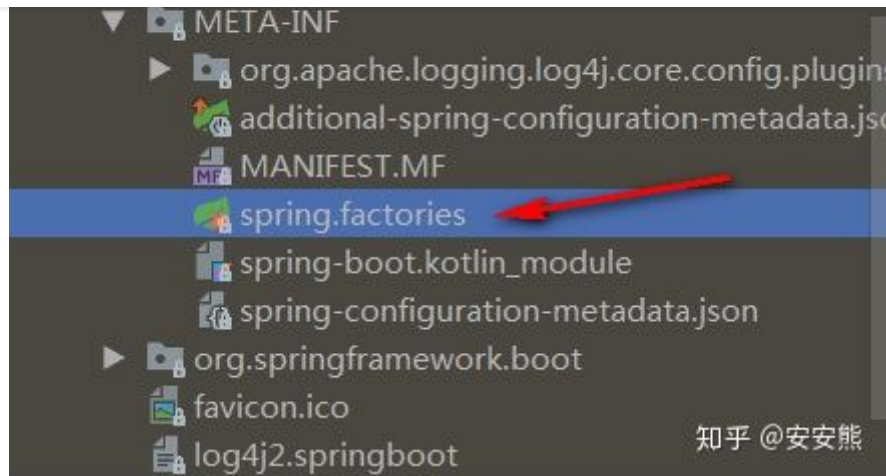 META-INF
org.apache.logging.log4j.core.config.plugins
additional-spring-configuration-metadata.jso
MANIFEST.MF
spring.factories
spring-boot.kotlin_module
spring-configuration-metadata.json
org.springframework.boot
favicon.ico
log4j2.springboot
知乎 @安安熊